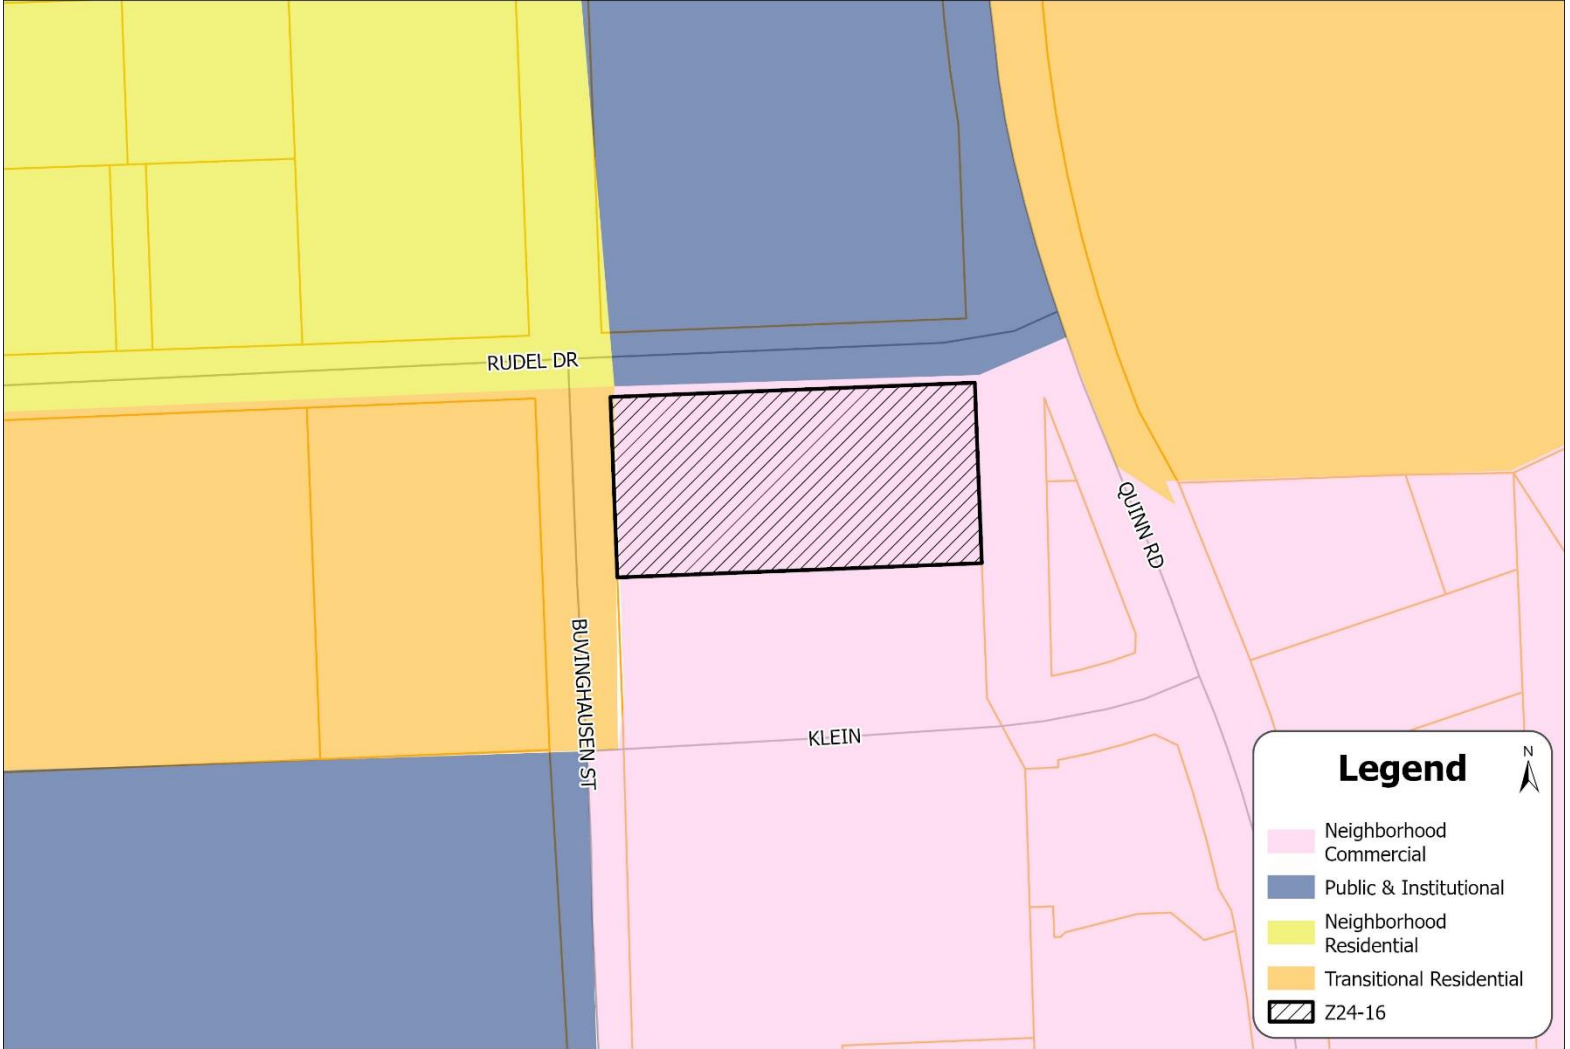 RUDEL DR
QUINN RD
BUVINGHAUSEN ST
KLEIN
Legend
N
Neighborhood
Commercial
Public & Institutional
Neighborhood
Residential
Transitional Residential
Z24-16